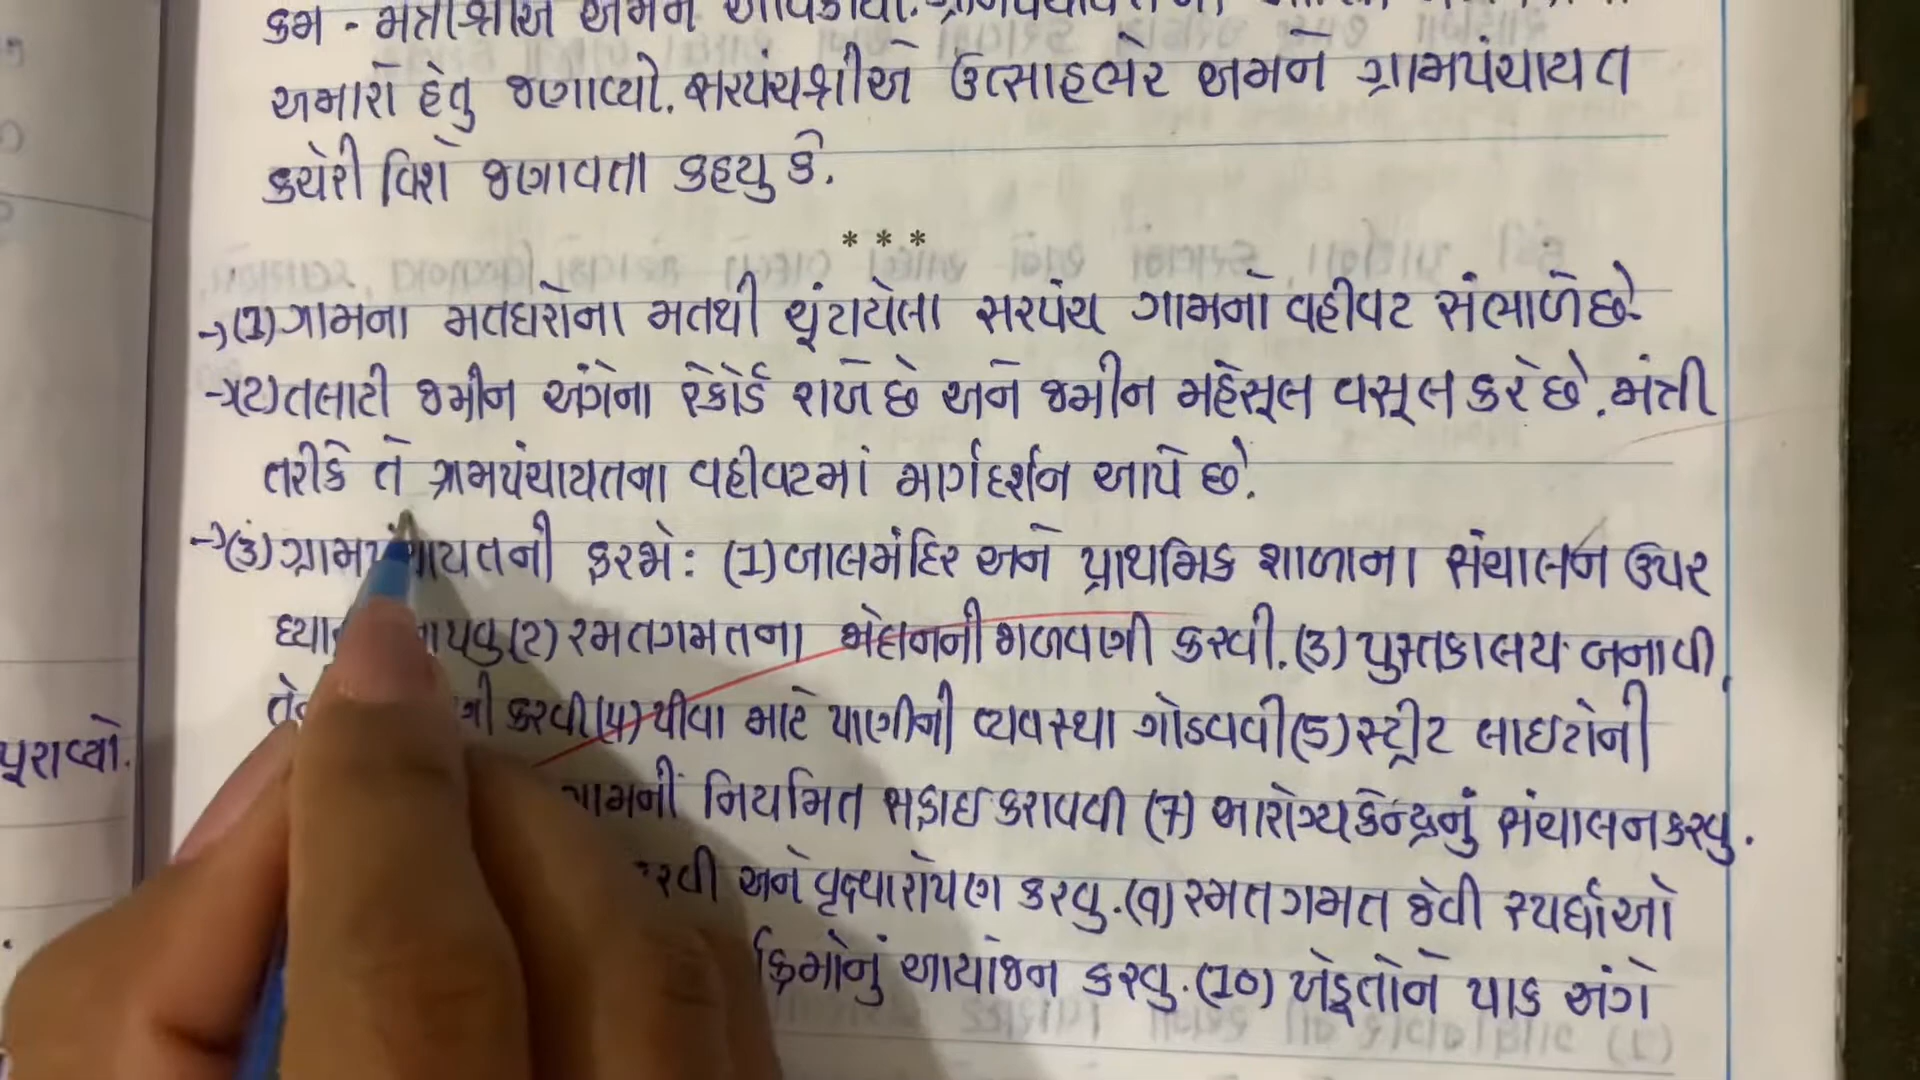 ક્રમ - મંત્રીશ્રીએ અમને
અમારો હેતુ જણાવ્યો. સરપંચશ્રીએ ઉત્સાહભેર અમને ગ્રામપંચાયત
કચેરી વિશે જણાવતા કહયુ કે.
* * *
→(1) ગામના મતદારોના મતથી ચૂંટાયેલા સરપંચ ગામનો વહીવટ સંભાળે છે.
→(2) તલાટી જમીન અંગેના રેકોર્ડ રાખે છે અને જમીન મહેસૂલ વસૂલ કરે છે. મંત્રી
તરીકે તે ગ્રામપંચાયતના વહીવટમાં માર્ગદર્શન આપે છે.
→(3) ગ્રામપંચાયતની ફરજો: (1) બાલમંદિર અને પ્રાથમિક શાળાના સંચાલન ઉપર
(2) રમતગમતના મેદાનની જાળવણી કરવી. (3) પુસ્તકાલય બનાવી
કરવી (4) પીવા માટે પાણીની વ્યવસ્થા ગોઠવવી (5) સ્ટ્રીટ લાઇટોની
ગામની નિયમિત સફાઇ કરાવવી (7) આરોગ્ય કેન્દ્રનું સંચાલન કરવુ.
અને વૃક્ષારોપણ કરવુ. (9) રમતગમત જેવી સ્પર્ધાઓ
આયોજન કરવુ. (10) ખેડૂતોને પાક અંગે
પૂરાવ્યો.